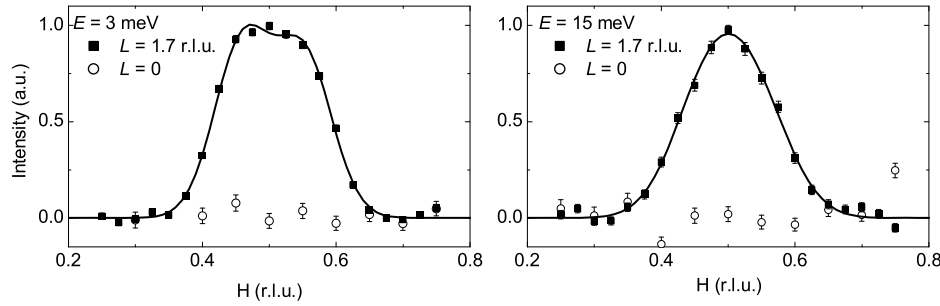 E = 3 meV
L = 1.7 r.l.u.
L = 0
1.0
0.5
0.0
Intensity (a.u.)
0.2 0.4 0.6 0.8
H (r.l.u.)
E = 15 meV
L = 1.7 r.l.u.
L = 0
1.0
0.5
0.0
0.2 0.4 0.6 0.8
H (r.l.u.)